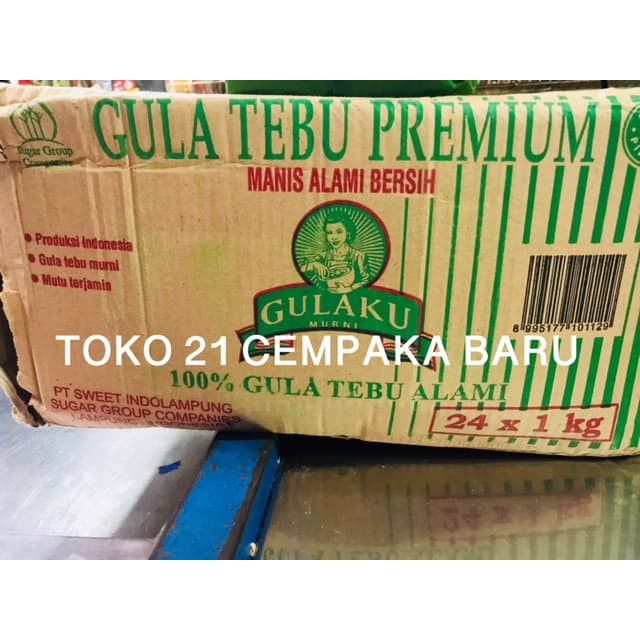 GULA TEBU PREMIUM
Sugar Group
Companies
MANIS ALAMI BERSIH
• Produksi Indonesia
• Gula tebu murni
• Mutu terjamin
GULAKU
MURNI
8 995177 101129
TOKO 21 CEMPAKA BARU
100% GULA TEBU ALAMI
PT SWEET INDOLAMPUNG
SUGAR GROUP COMPANIES
24 x 1 kg